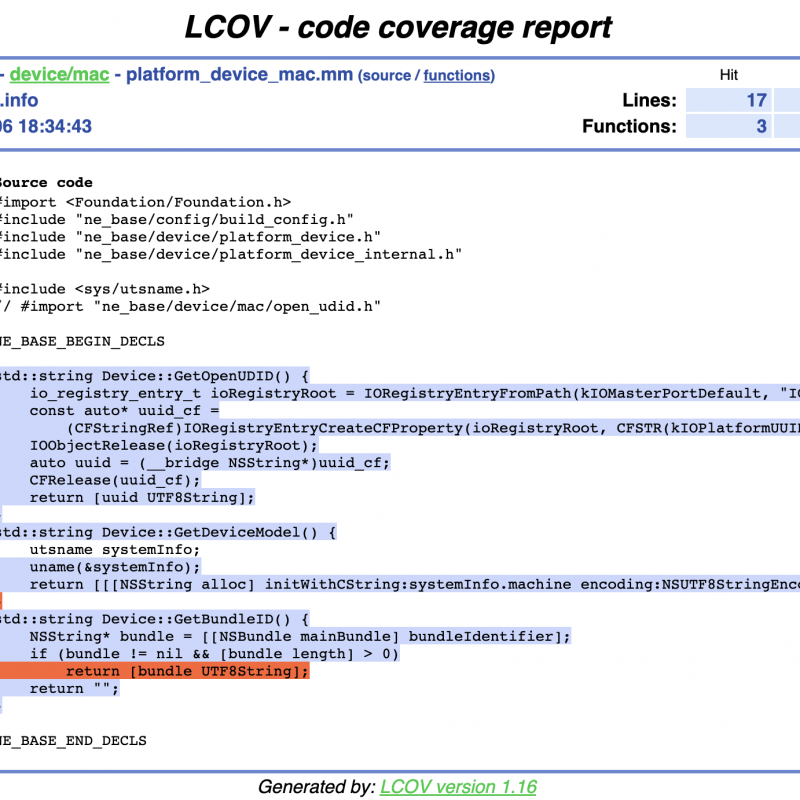 LCOV - code coverage report
- device/mac - platform_device_mac.mm (source / functions) Hit
.info Lines: 17
06 18:34:43 Functions: 3
Source code
#import <Foundation/Foundation.h>
#include "ne_base/config/build_config.h"
#include "ne_base/device/platform_device.h"
#include "ne_base/device/platform_device_internal.h"
#include <sys/utsname.h>
// #import "ne_base/device/mac/open_udid.h"
NE_BASE_BEGIN_DECLS
std::string Device::GetOpenUDID() {
io_registry_entry_t ioRegistryRoot = IORegistryEntryFromPath(kIOMasterPortDefault, "IO
const auto* uuid_cf =
(CFStringRef)IORegistryEntryCreateCFProperty(ioRegistryRoot, CFSTR(kIOPlatformUUID
IOObjectRelease(ioRegistryRoot);
auto uuid = (__bridge NSString*)uuid_cf;
CFRelease(uuid_cf);
return [uuid UTF8String];
std::string Device::GetDeviceModel() {
utsname systemInfo;
uname(&systemInfo);
return [[[NSString alloc] initWithCString:systemInfo.machine encoding:NSUTF8StringEnco
std::string Device::GetBundleID() {
NSString* bundle = [[NSBundle mainBundle] bundleIdentifier];
if (bundle != nil && [bundle length] > 0)
return [bundle UTF8String];
return "";
NE_BASE_END_DECLS
Generated by: LCOV version 1.16